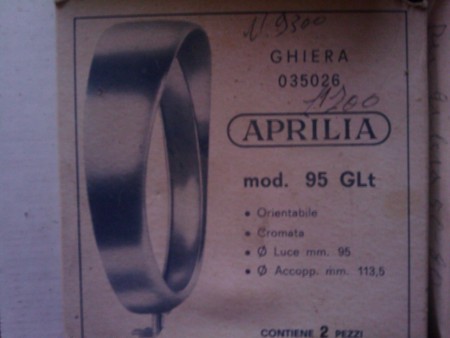 GHIERA
035026
APRILIA
mod. 95 GLt
• Orientabile
• Cromata
• Ø Luce mm. 95
• Ø Accopp. mm. 113,5
CONTIENE 2 PEZZI